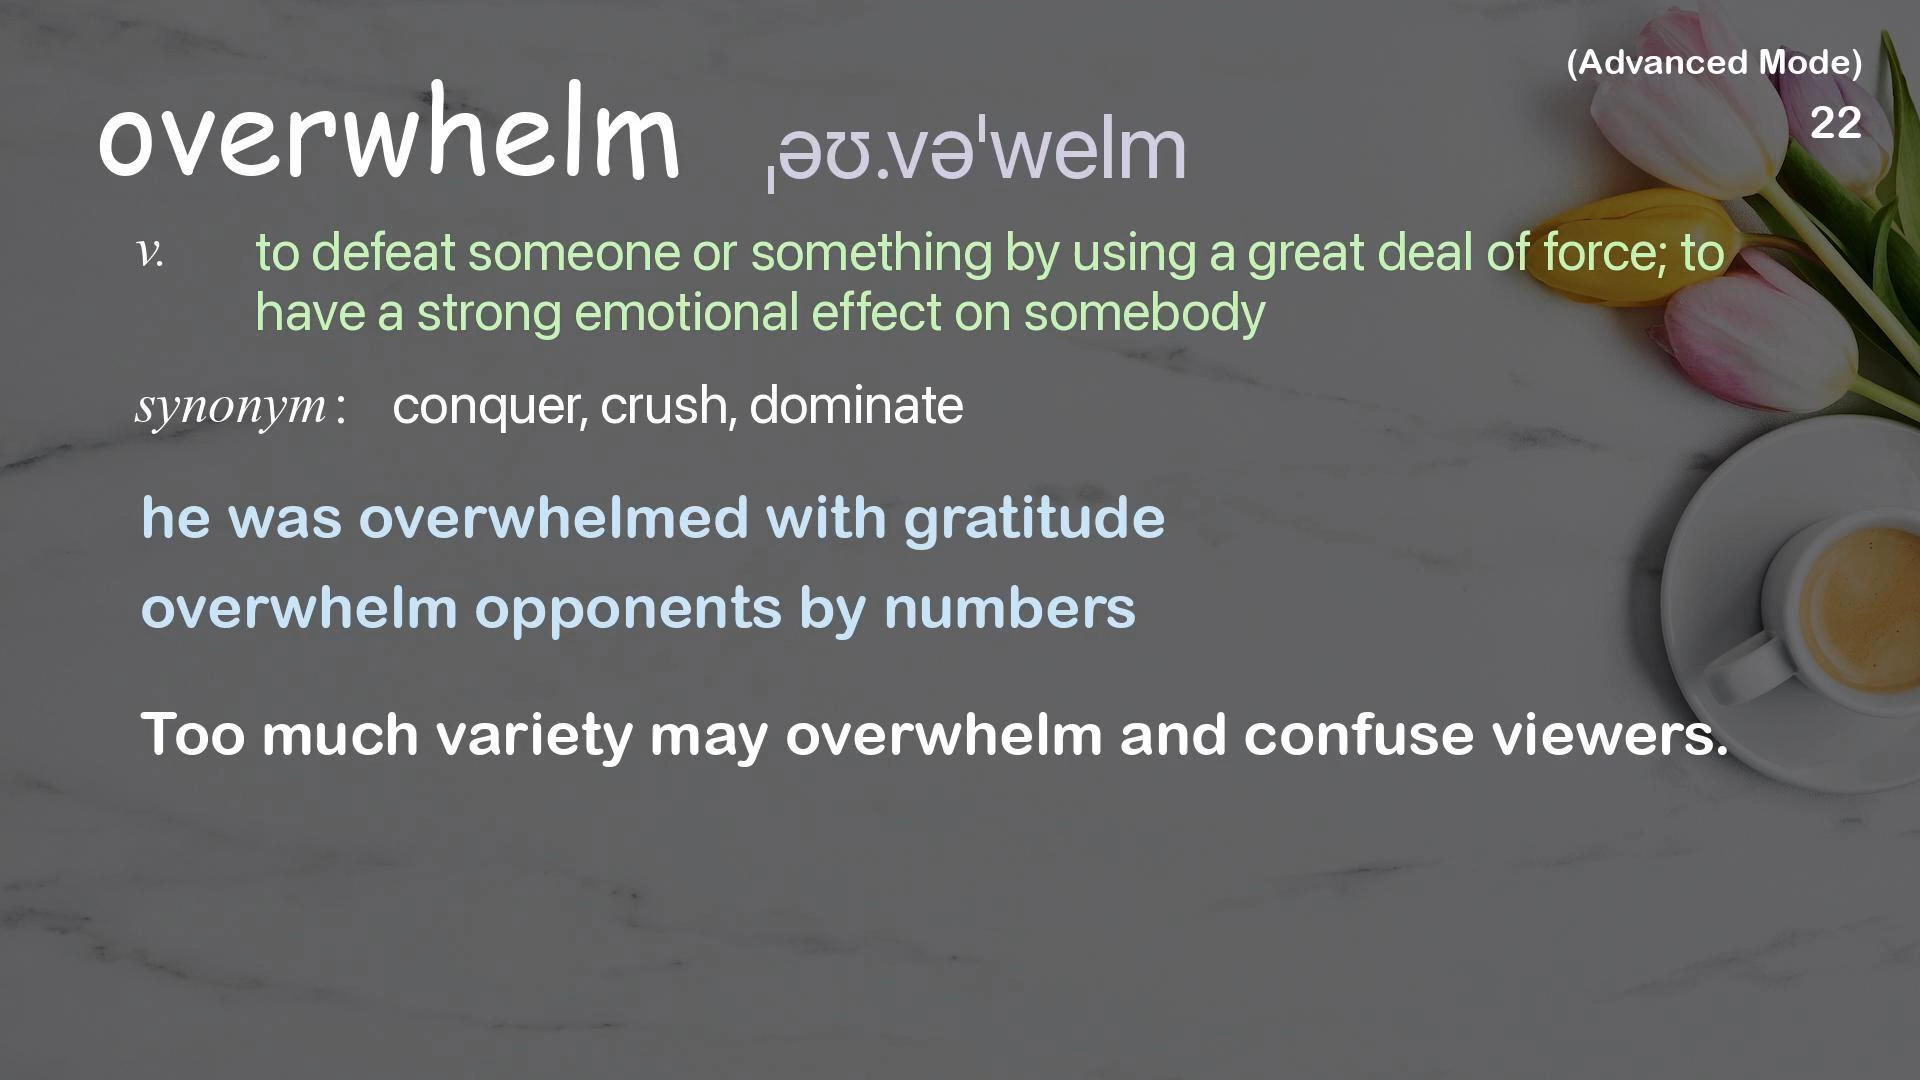 (Advanced Mode)
22
overwhelm ˌəʊ.vəˈwelm
v. to defeat someone or something by using a great deal of force; to
have a strong emotional effect on somebody
synonym : conquer, crush, dominate
he was overwhelmed with gratitude
overwhelm opponents by numbers
Too much variety may overwhelm and confuse viewers.